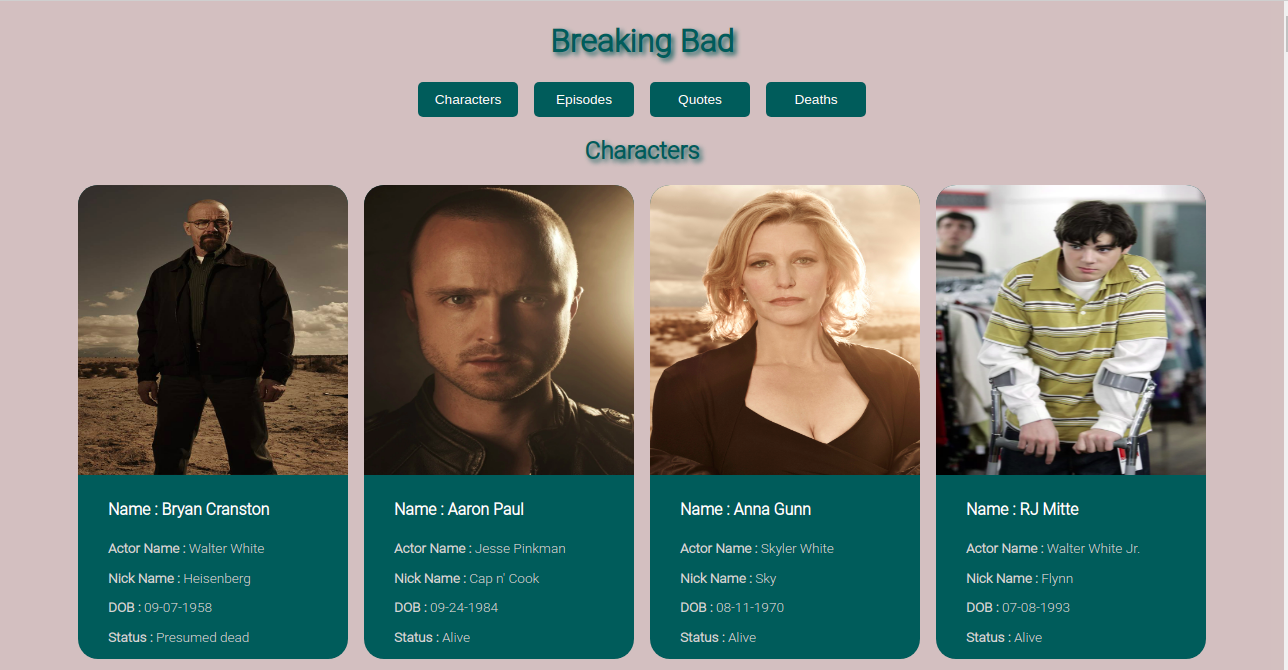 Breaking Bad
Characters
Episodes
Quotes
Deaths
Characters
Name : Bryan Cranston
Actor Name : Walter White
Nick Name : Heisenberg
DOB : 09-07-1958
Status : Presumed dead
Name : Aaron Paul
Actor Name : Jesse Pinkman
Nick Name : Cap n' Cook
DOB : 09-24-1984
Status : Alive
Name : Anna Gunn
Actor Name : Skyler White
Nick Name : Sky
DOB : 08-11-1970
Status : Alive
Name : RJ Mitte
Actor Name : Walter White Jr.
Nick Name : Flynn
DOB : 07-08-1993
Status : Alive